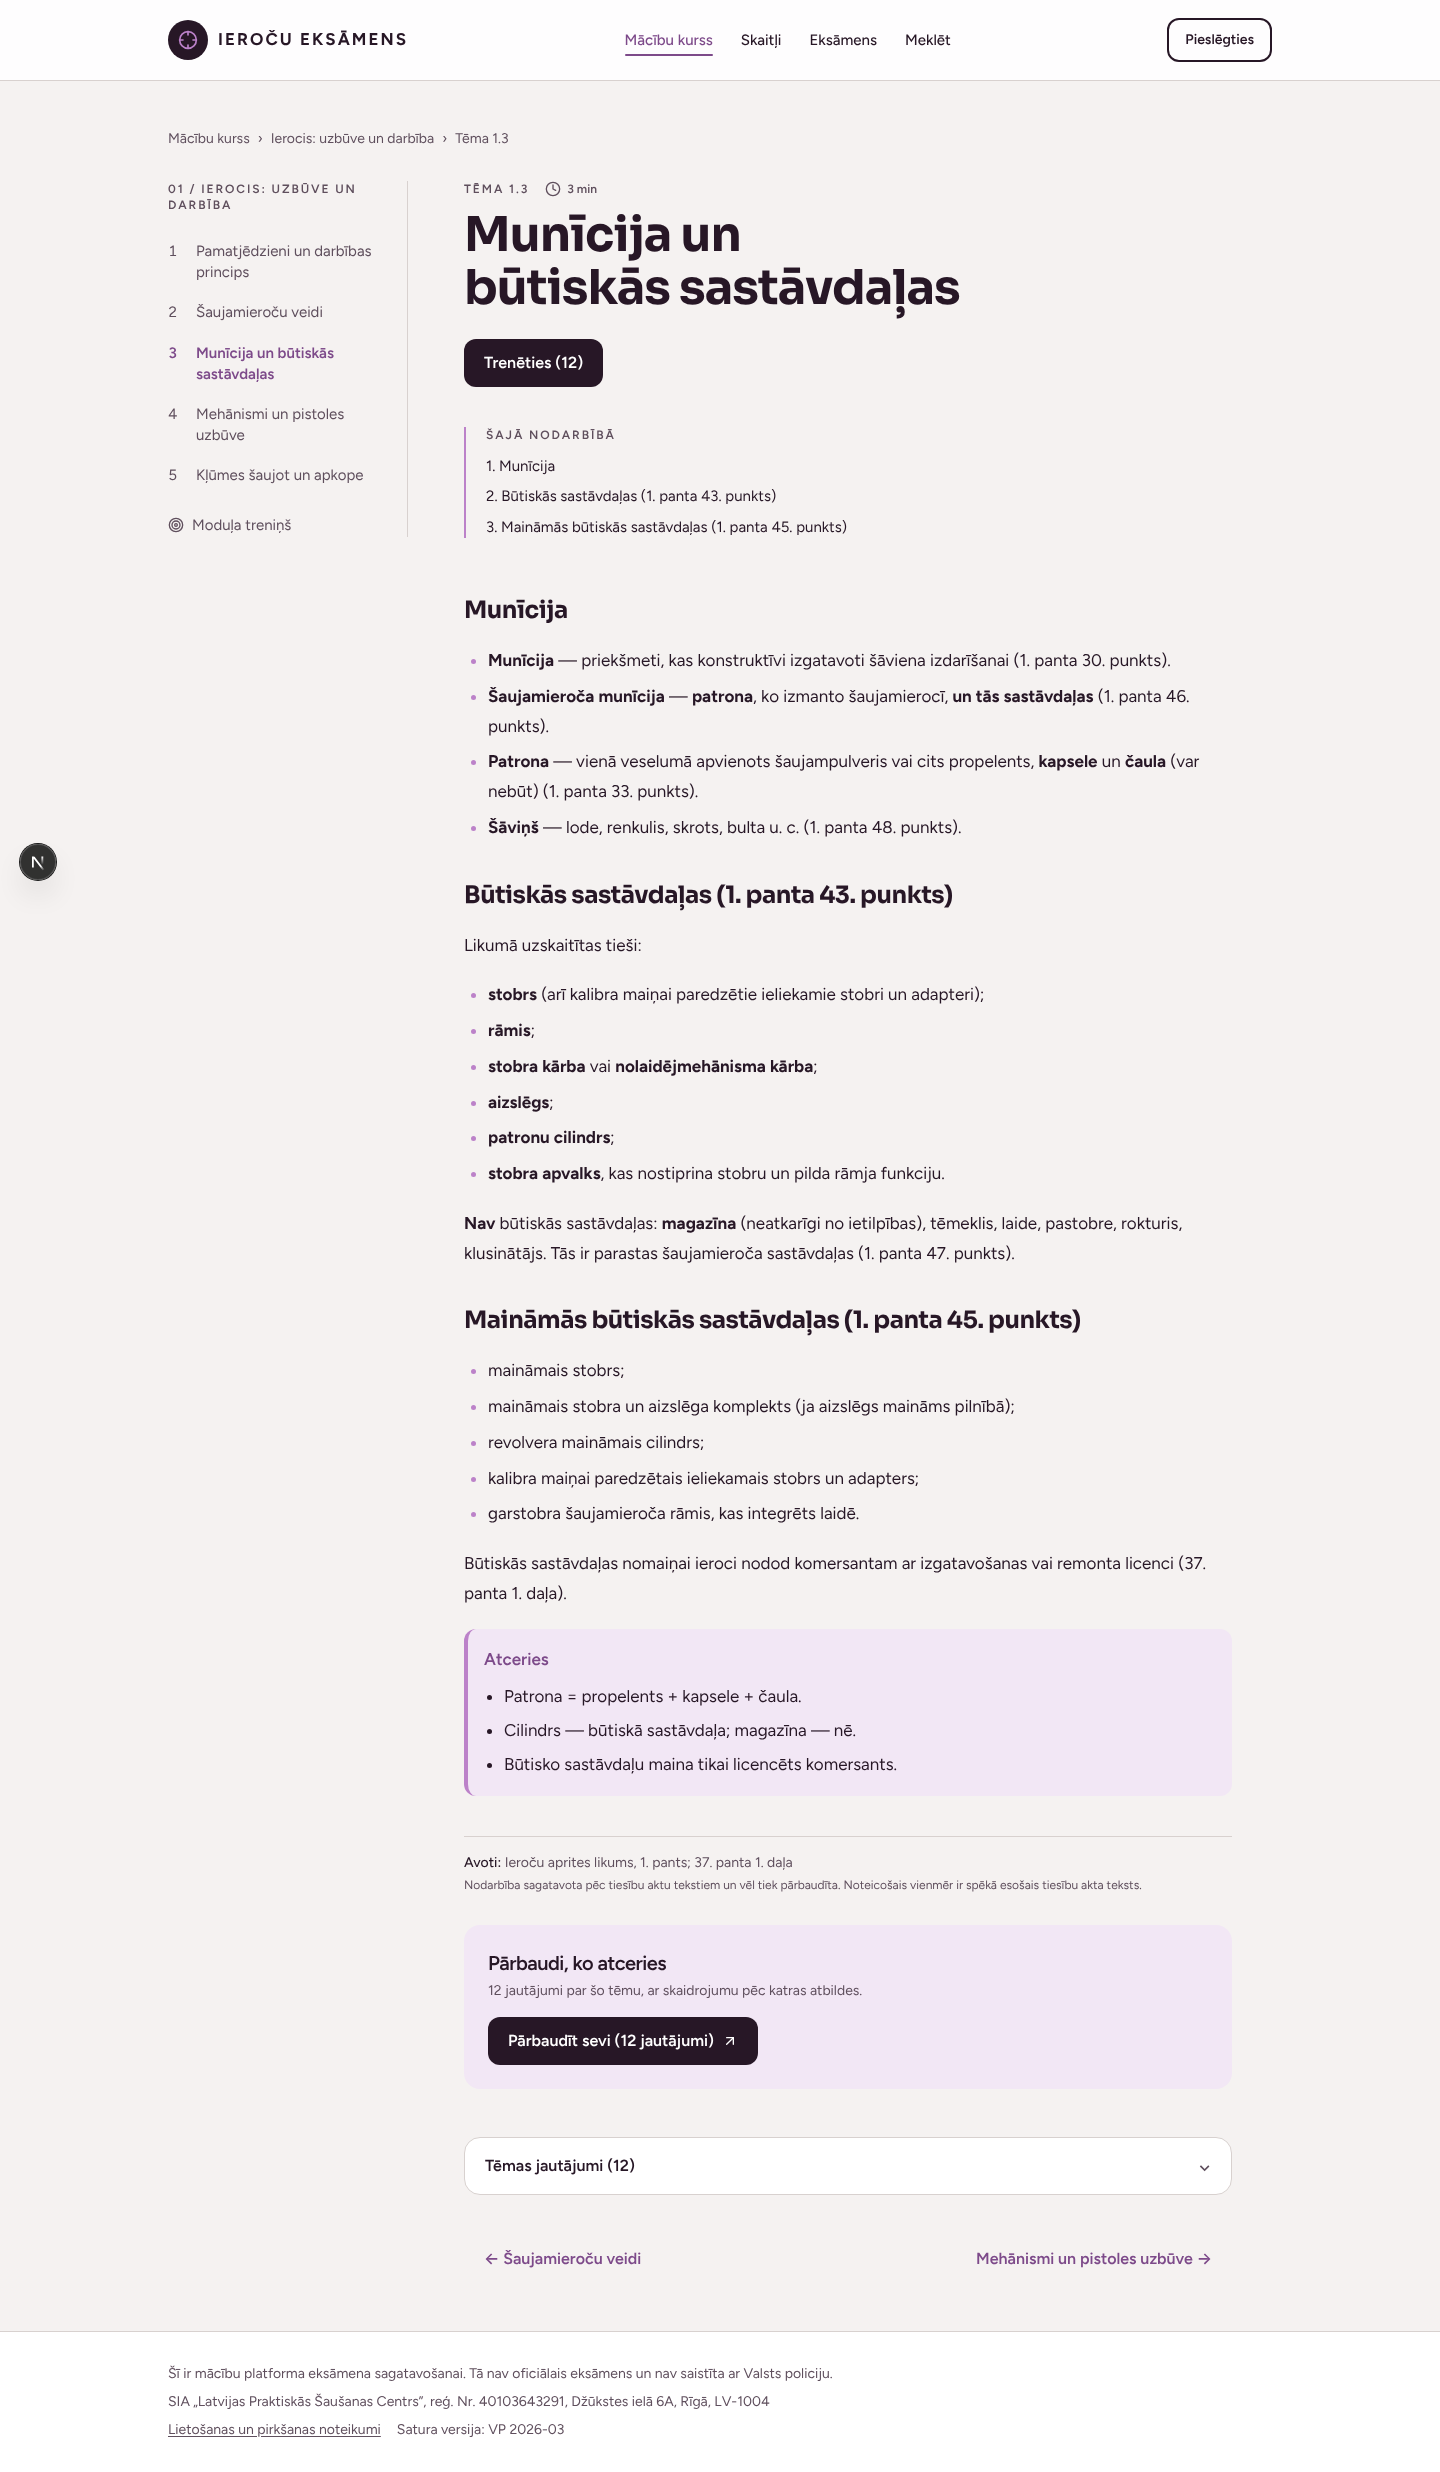 IEROČU EKSĀMENS
Mācību kurss
Skaitļi
Eksāmens
Meklēt
Pieslēgties
Mācību kurss › Ierocis: uzbūve un darbība › Tēma 1.3
01 / IEROCIS: UZBŪVE UN
DARBĪBA
1 Pamatjēdzieni un darbības
princips
2 Šaujamieroču veidi
3 Munīcija un būtiskās
sastāvdaļas
4 Mehānismi un pistoles
uzbūve
5 Kļūmes šaujot un apkope
Moduļa treniņš
TĒMA 1.3 3 min
Munīcija un
būtiskās sastāvdaļas
Trenēties (12)
ŠAJĀ NODARBĪBĀ
1. Munīcija
2. Būtiskās sastāvdaļas (1. panta 43. punkts)
3. Maināmās būtiskās sastāvdaļas (1. panta 45. punkts)
Munīcija
• Munīcija — priekšmeti, kas konstruktīvi izgatavoti šāviena izdarīšanai (1. panta 30. punkts).
• Šaujamieroča munīcija — patrona, ko izmanto šaujamierocī, un tās sastāvdaļas (1. panta 46.
punkts).
• Patrona — vienā veselumā apvienots šaujampulveris vai cits propelents, kapsele un čaula (var
nebūt) (1. panta 33. punkts).
• Šāviņš — lode, renkulis, skrots, bulta u. c. (1. panta 48. punkts).
Būtiskās sastāvdaļas (1. panta 43. punkts)
Likumā uzskaitītas tieši:
• stobrs (arī kalibra maiņai paredzētie ieliekamie stobri un adapteri);
• rāmis;
• stobra kārba vai nolaidējmehānisma kārba;
• aizslēgs;
• patronu cilindrs;
• stobra apvalks, kas nostiprina stobru un pilda rāmja funkciju.
Nav būtiskās sastāvdaļas: magazīna (neatkarīgi no ietilpības), tēmeklis, laide, pastobre, rokturis,
klusinātājs. Tās ir parastas šaujamieroča sastāvdaļas (1. panta 47. punkts).
Maināmās būtiskās sastāvdaļas (1. panta 45. punkts)
• maināmais stobrs;
• maināmais stobra un aizslēga komplekts (ja aizslēgs maināms pilnībā);
• revolvera maināmais cilindrs;
• kalibra maiņai paredzētais ieliekamais stobrs un adapters;
• garstobra šaujamieroča rāmis, kas integrēts laidē.
Būtiskās sastāvdaļas nomaiņai ieroci nodod komersantam ar izgatavošanas vai remonta licenci (37.
panta 1. daļa).
Atceries
• Patrona = propelents + kapsele + čaula.
• Cilindrs — būtiskā sastāvdaļa; magazīna — nē.
• Būtisko sastāvdaļu maina tikai licencēts komersants.
Avoti: Ieroču aprites likums, 1. pants; 37. panta 1. daļa
Nodarbība sagatavota pēc tiesību aktu tekstiem un vēl tiek pārbaudīta. Noteicošais vienmēr ir spēkā esošais tiesību akta teksts.
Pārbaudi, ko atceries
12 jautājumi par šo tēmu, ar skaidrojumu pēc katras atbildes.
Pārbaudīt sevi (12 jautājumi) ↗
Tēmas jautājumi (12)
← Šaujamieroču veidi
Mehānismi un pistoles uzbūve →
Šī ir mācību platforma eksāmena sagatavošanai. Tā nav oficiālais eksāmens un nav saistīta ar Valsts policiju.
SIA „Latvijas Praktiskās Šaušanas Centrs", reģ. Nr. 40103643291, Džūkstes ielā 6A, Rīgā, LV-1004
Lietošanas un pirkšanas noteikumi Satura versija: VP 2026-03